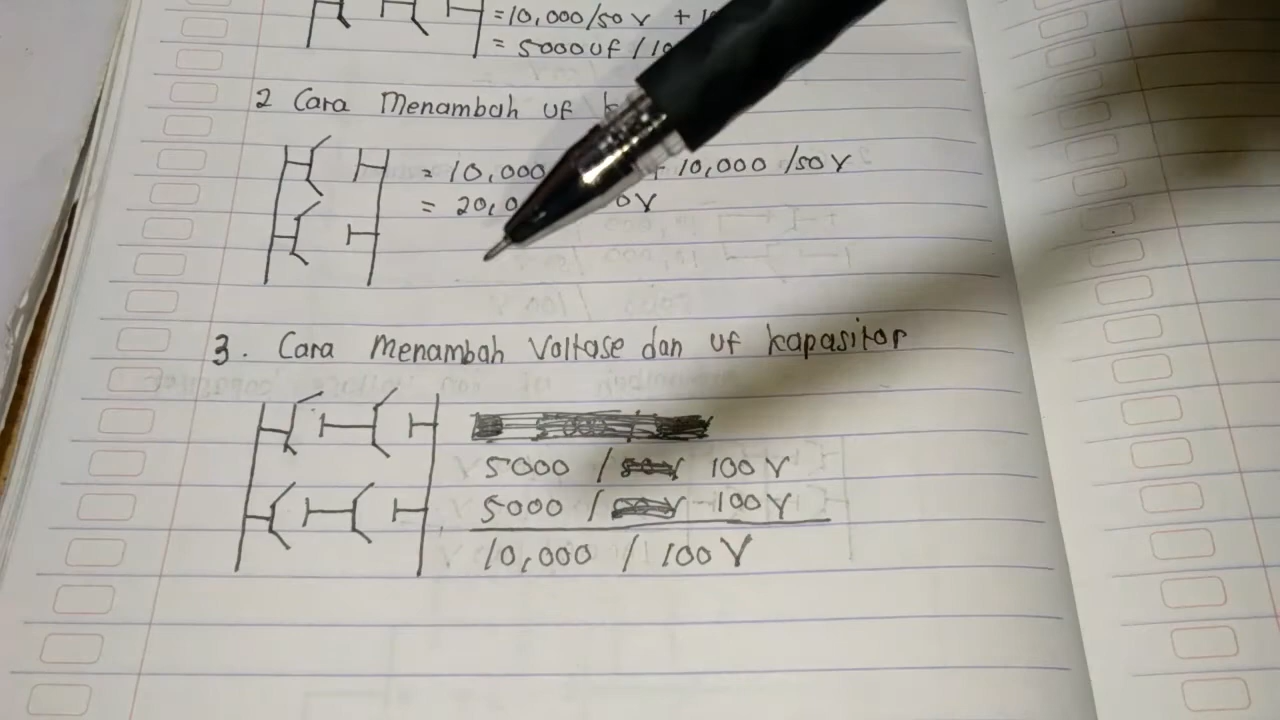 =10,000/50V +
= 5000UF /10
2 Cara Menambah UF
= 10,000 + 10,000 /50V
= 20,0 0V
3. Cara Menambah Voltase dan UF kapasitor
5000 / 100V
5000 / 100V
10,000 / 100V